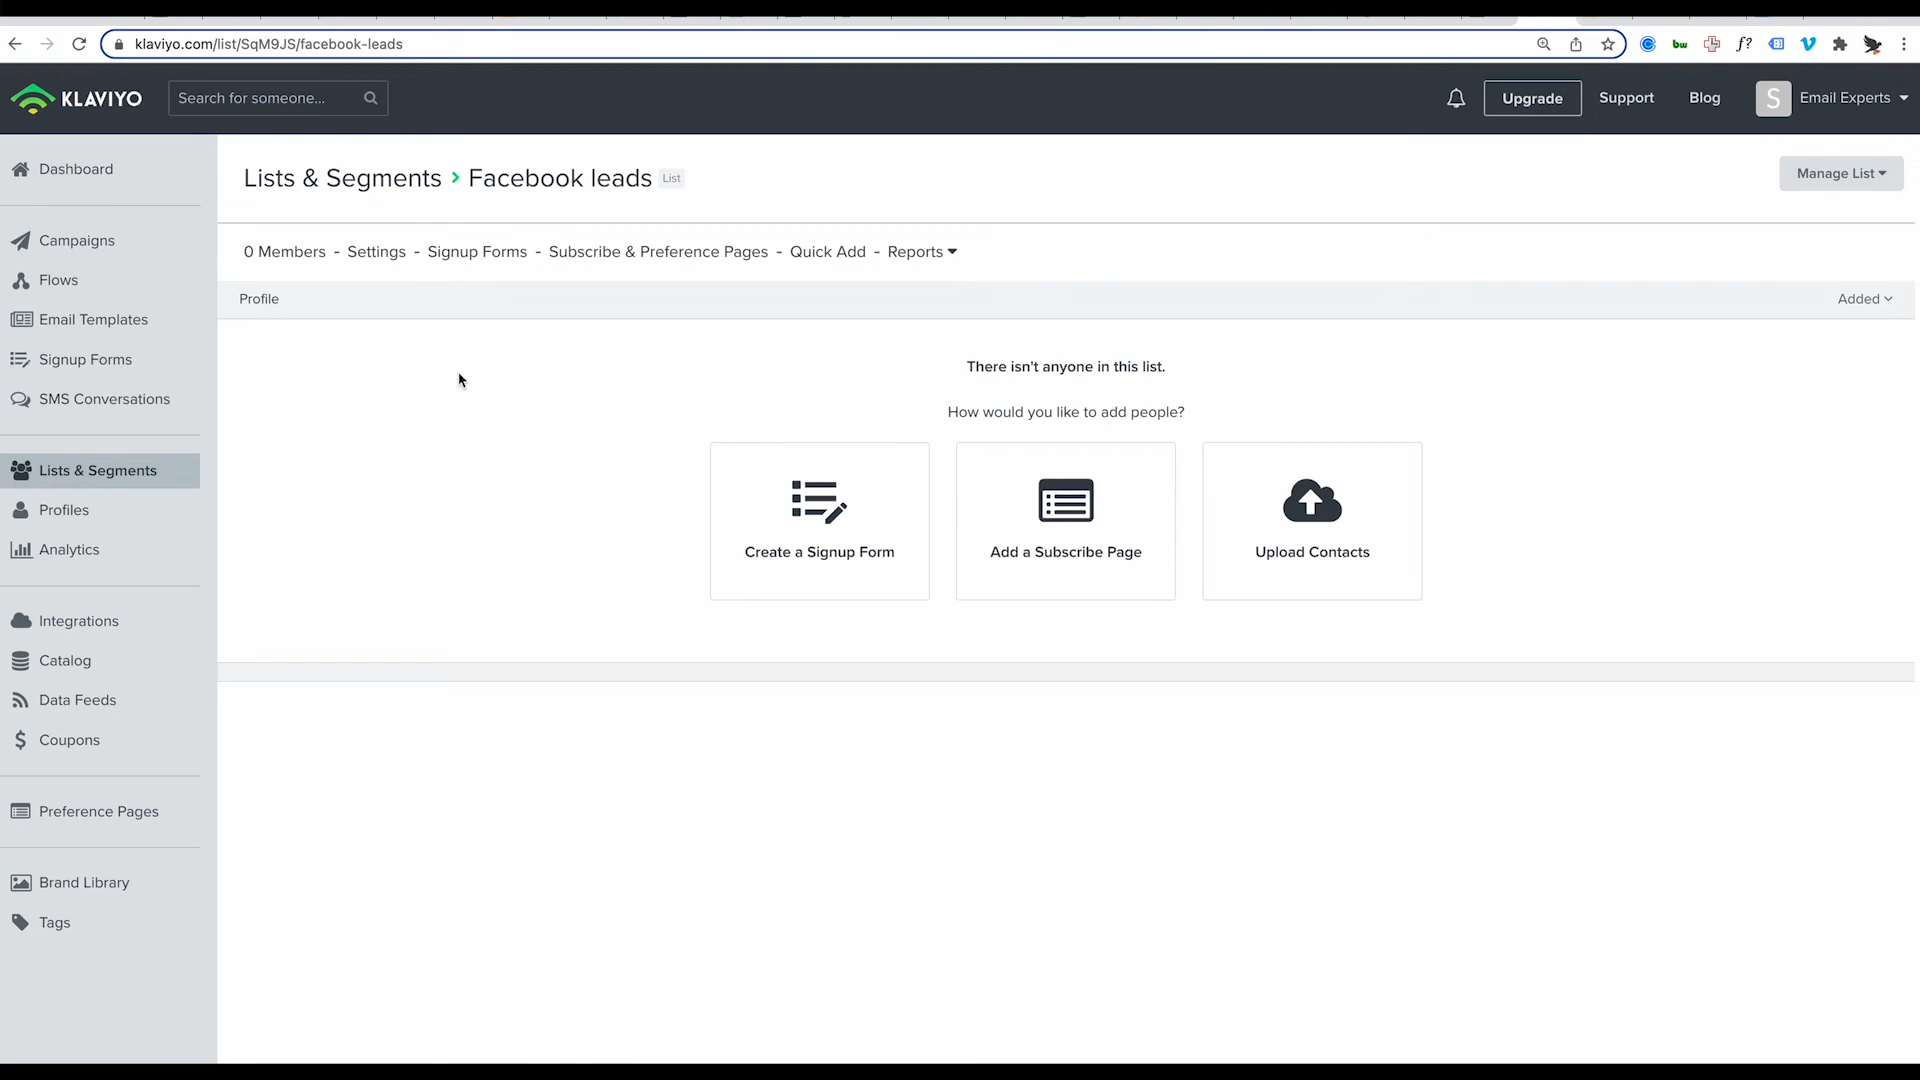 klaviyo.com/list/SqM9JS/facebook-leads
bw
f?
KLAVIYO
Search for someone...
Upgrade
Support
Blog
S
Email Experts
Dashboard
Campaigns
Flows
Email Templates
Signup Forms
SMS Conversations
Lists & Segments
Profiles
Analytics
Integrations
Catalog
Data Feeds
Coupons
Preference Pages
Brand Library
Tags
Lists & Segments › Facebook leads List
Manage List
0 Members - Settings - Signup Forms - Subscribe & Preference Pages - Quick Add - Reports
Profile
Added
There isn't anyone in this list.
How would you like to add people?
Create a Signup Form
Add a Subscribe Page
Upload Contacts